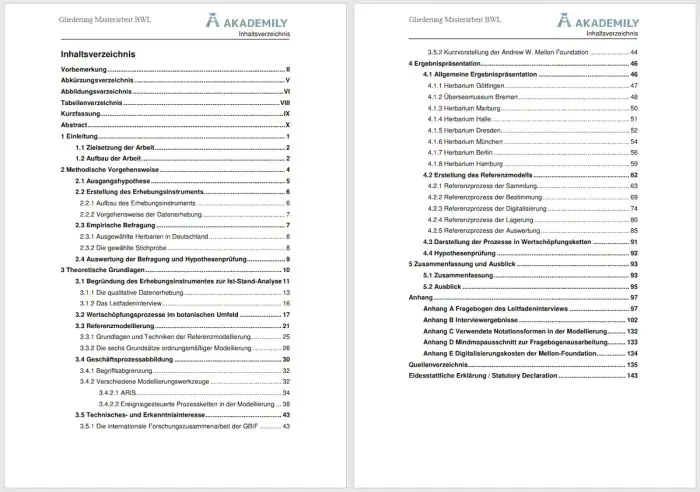 Gliederung Masterarbeit BWL
AKADEMILY
Inhaltsverzeichnis
Inhaltsverzeichnis
Vorbemerkung II
Abkürzungsverzeichnis V
Abbildungsverzeichnis VI
Tabellenverzeichnis VIII
Kurzfassung IX
Abstract X
1 Einleitung 1
1.1 Zielsetzung der Arbeit 2
1.2 Aufbau der Arbeit 2
2 Methodische Vorgehensweise 4
2.1 Ausgangshypothese 5
2.2 Erstellung des Erhebungsinstruments 6
2.2.1 Aufbau des Erhebungsinstruments 6
2.2.2 Vorgehensweise der Datenerhebung 7
2.3 Empirische Befragung 7
2.3.1 Ausgewählte Herbarien in Deutschland 8
2.3.2 Die gewählte Stichprobe 8
2.4 Auswertung der Befragung und Hypothesenprüfung 9
3 Theoretische Grundlagen 10
3.1 Begründung des Erhebungsinstrumentes zur Ist-Stand-Analyse 11
3.1.1 Die qualitative Datenerhebung 13
3.1.2 Das Leitfadeninterview 16
3.2 Wertschöpfungsprozesse im botanischen Umfeld 17
3.3 Referenzmodellierung 21
3.3.1 Grundlagen und Techniken der Referenzmodellierung 25
3.3.2 Die sechs Grundsätze ordnungsmäßiger Modellierung 26
3.4 Geschäftsprozessabbildung 30
3.4.1 Begriffsabgrenzung 32
3.4.2 Verschiedene Modellierungswerkzeuge 32
3.4.2.1 ARIS 34
3.4.2.2 Ereignisgesteuerte Prozessketten in der Modellierung 38
3.5 Technisches- und Erkenntnisinteresse 43
3.5.1 Die internationale Forschungszusammenarbeit der GBIF 43
Gliederung Masterarbeit BWL
AKADEMILY
Inhaltsverzeichnis
3.5.2 Kurzvorstellung der Andrew W. Mellon Foundation 44
4 Ergebnispräsentation 46
4.1 Allgemeine Ergebnispräsentation 46
4.1.1 Herbarium Göttingen 47
4.1.2 Überseemuseum Bremen 48
4.1.3 Herbarium Marburg 50
4.1.4 Herbarium Halle 51
4.1.5 Herbarium Dresden 52
4.1.6 Herbarium München 54
4.1.7 Herbarium Berlin 56
4.1.8 Herbarium Hamburg 59
4.2 Erstellung des Referenzmodells 62
4.2.1 Referenzprozess der Sammlung 63
4.2.2 Referenzprozess der Bestimmung 69
4.2.3 Referenzprozess der Digitalisierung 74
4.2.4 Referenzprozess der Lagerung 80
4.2.5 Referenzprozess der Auswertung 85
4.3 Darstellung der Prozesse in Wertschöpfungsketten 91
4.4 Hypothesenprüfung 92
5 Zusammenfassung und Ausblick 93
5.1 Zusammenfassung 93
5.2 Ausblick 95
Anhang 97
Anhang A Fragebogen des Leitfadeninterviews 97
Anhang B Interviewergebnisse 102
Anhang C Verwendete Notationsformen in der Modellierung 132
Anhang D Mindmapausschnitt zur Fragebogenausarbeitung 133
Anhang E Digitalisierungskosten der Mellon-Foundation 134
Quellenverzeichnis 135
Eidesstattliche Erklärung / Statutory Declaration 143